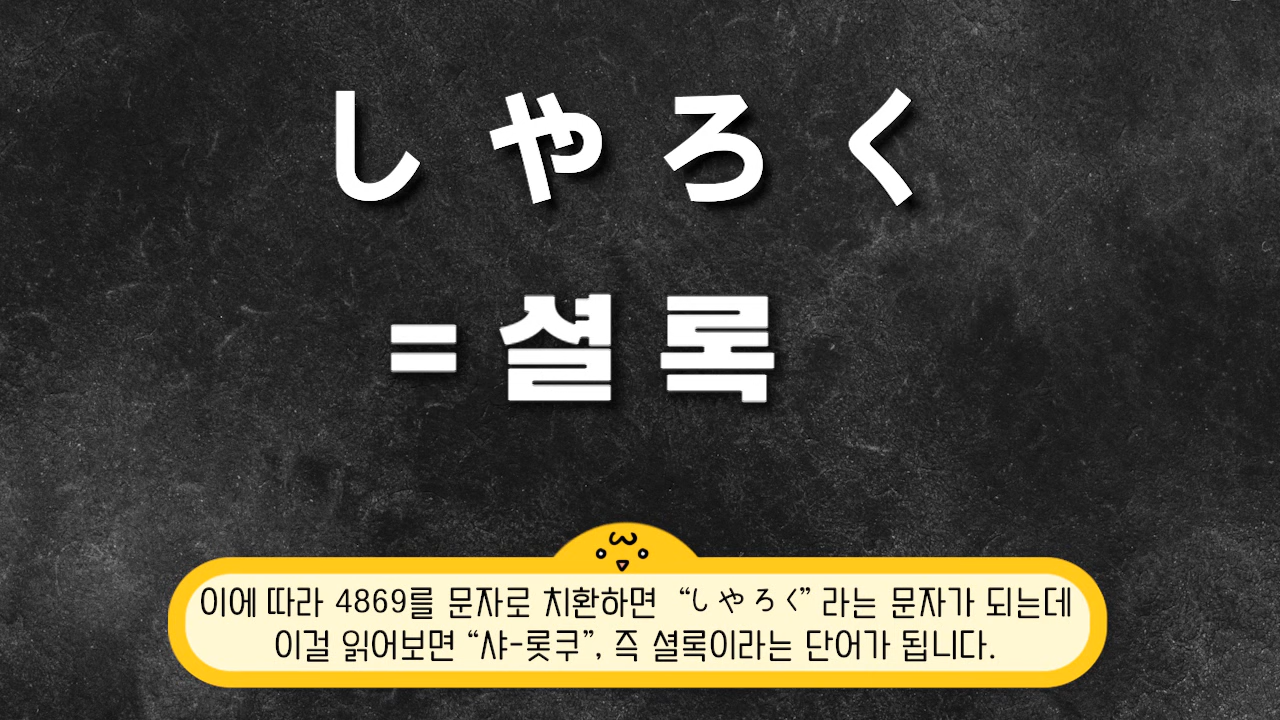 しやろく
=셜록
이에 따라 4869를 문자로 치환하면 “しやろく” 라는 문자가 되는데
이걸 읽어보면 “샤-롯쿠”, 즉 셜록이라는 단어가 됩니다.